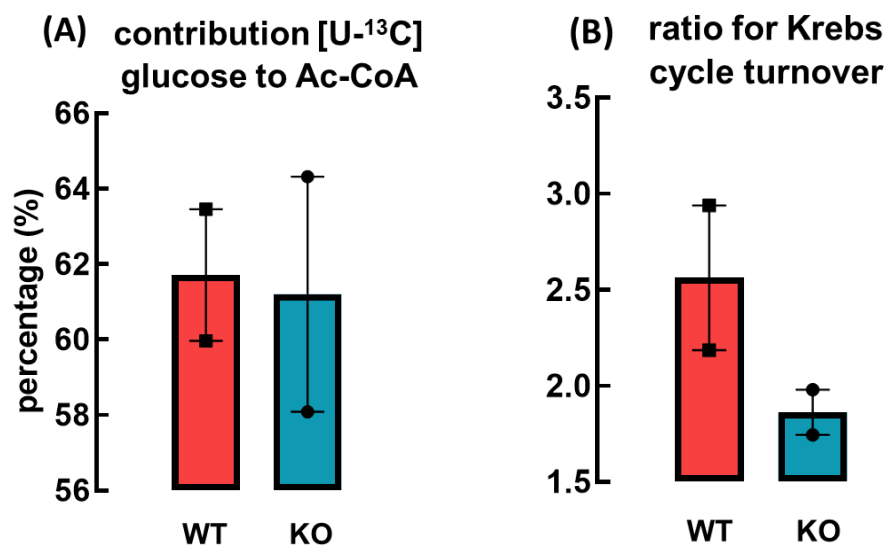 (A) contribution [U-¹³C]
glucose to Ac-CoA
percentage (%)
66
64
62
60
58
56
WT KO
(B) ratio for Krebs
cycle turnover
3.5
3.0
2.5
2.0
1.5
WT KO